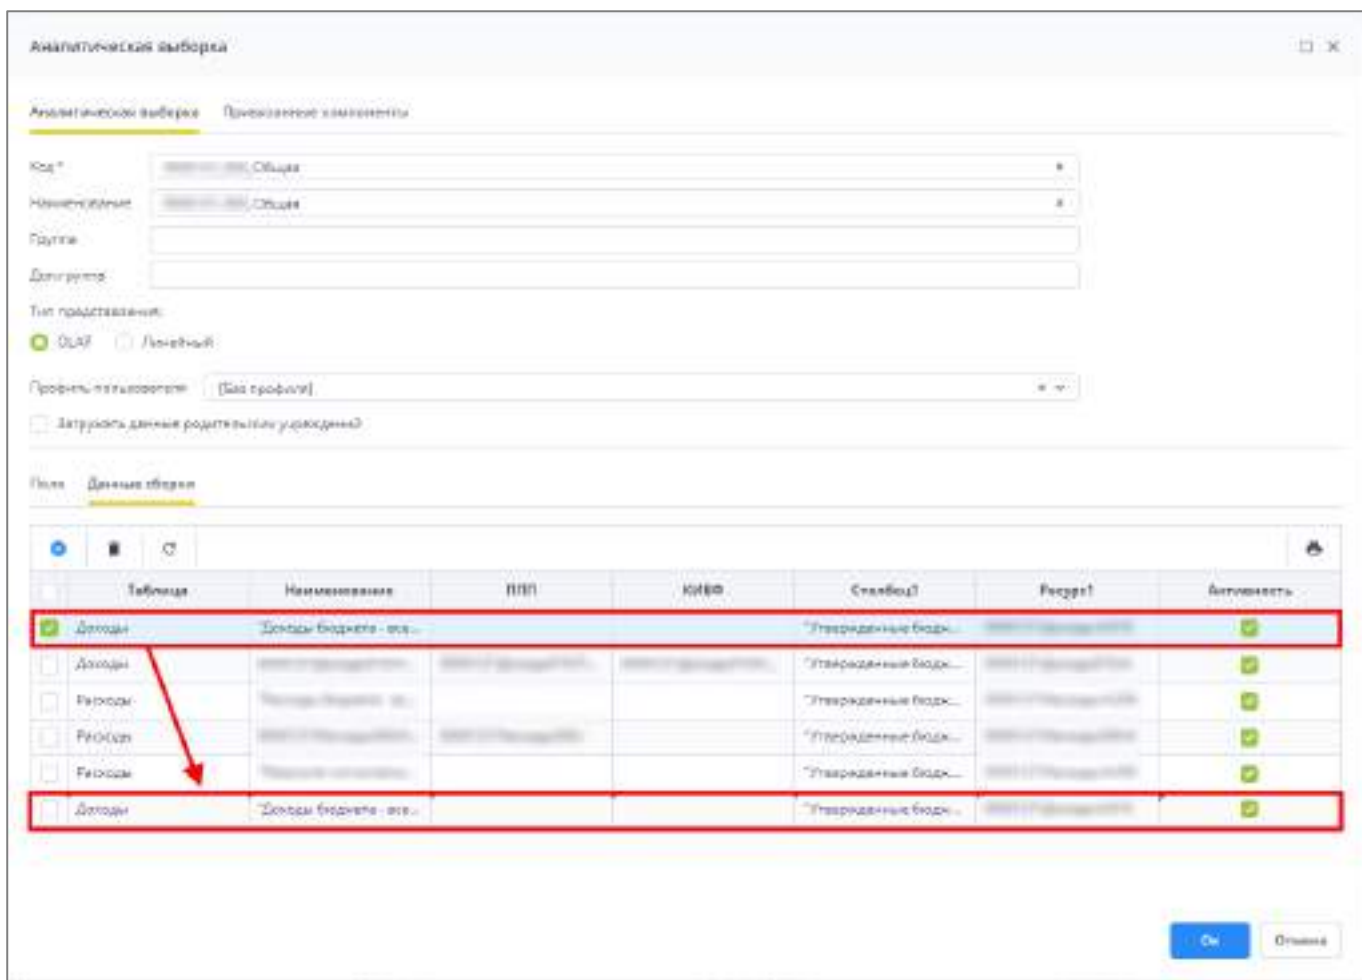 Аналитическая выборка
Аналитическая выборка Привязанные компоненты
Код * , Общая
Наименование , Общая
Группа
Доп группа
Тип представления:
OLAP Линейный
Профиль пользователя [Без профиля]
Загружать данные родительских учреждений
Поля Данные сборки
Таблица Наименование ППП КИВФ Столбец1 Ресурс1 Активность
Доходы "Доходы бюджета - все... "Утвержденные бюдж...
Доходы "Утвержденные бюдж...
Расходы "Утвержденные бюдж...
Расходы "Утвержденные бюдж...
Расходы "Утвержденные бюдж...
Доходы "Доходы бюджета - все... "Утвержденные бюдж...
Ок Отмена